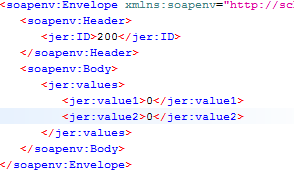 <soapenv:Envelope xmlns:soapenv="http://sc
<soapenv:Header>
<jer:ID>200</jer:ID>
</soapenv:Header>
<soapenv:Body>
<jer:values>
<jer:value1>0</jer:value1>
<jer:value2>0</jer:value2>
</jer:values>
</soapenv:Body>
</soapenv:Envelope>